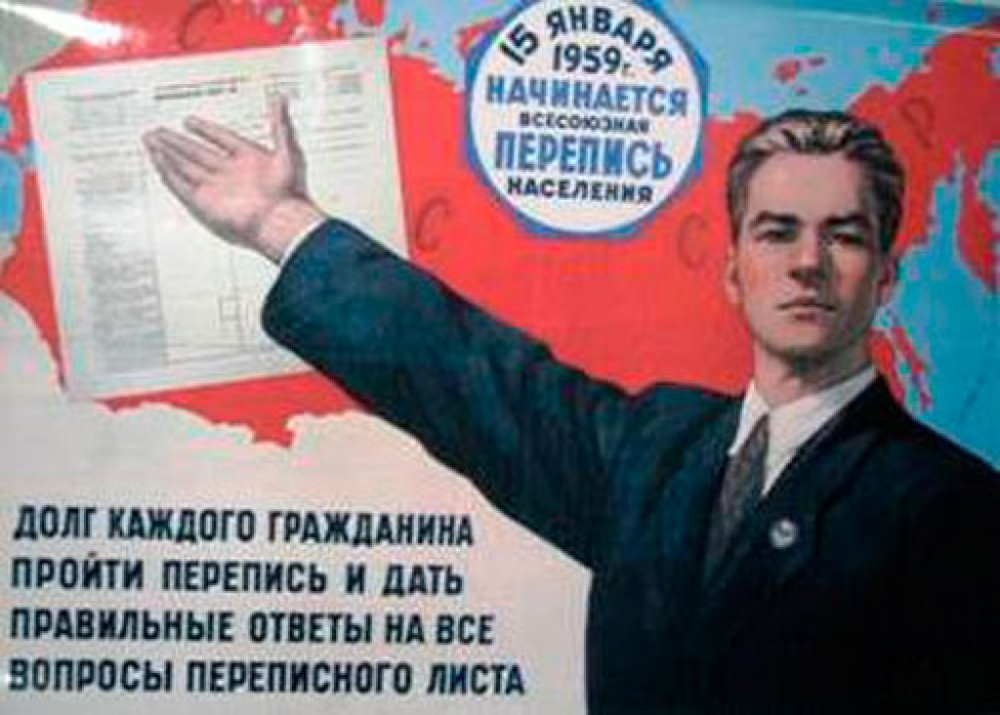 15 ЯНВАРЯ
1959г.
НАЧИНАЕТСЯ
ВСЕСОЮЗНАЯ
ПЕРЕПИСЬ
НАСЕЛЕНИЯ
С
С
С
Р
ДОЛГ КАЖДОГО ГРАЖДАНИНА
ПРОЙТИ ПЕРЕПИСЬ И ДАТЬ
ПРАВИЛЬНЫЕ ОТВЕТЫ НА ВСЕ
ВОПРОСЫ ПЕРЕПИСНОГО ЛИСТА